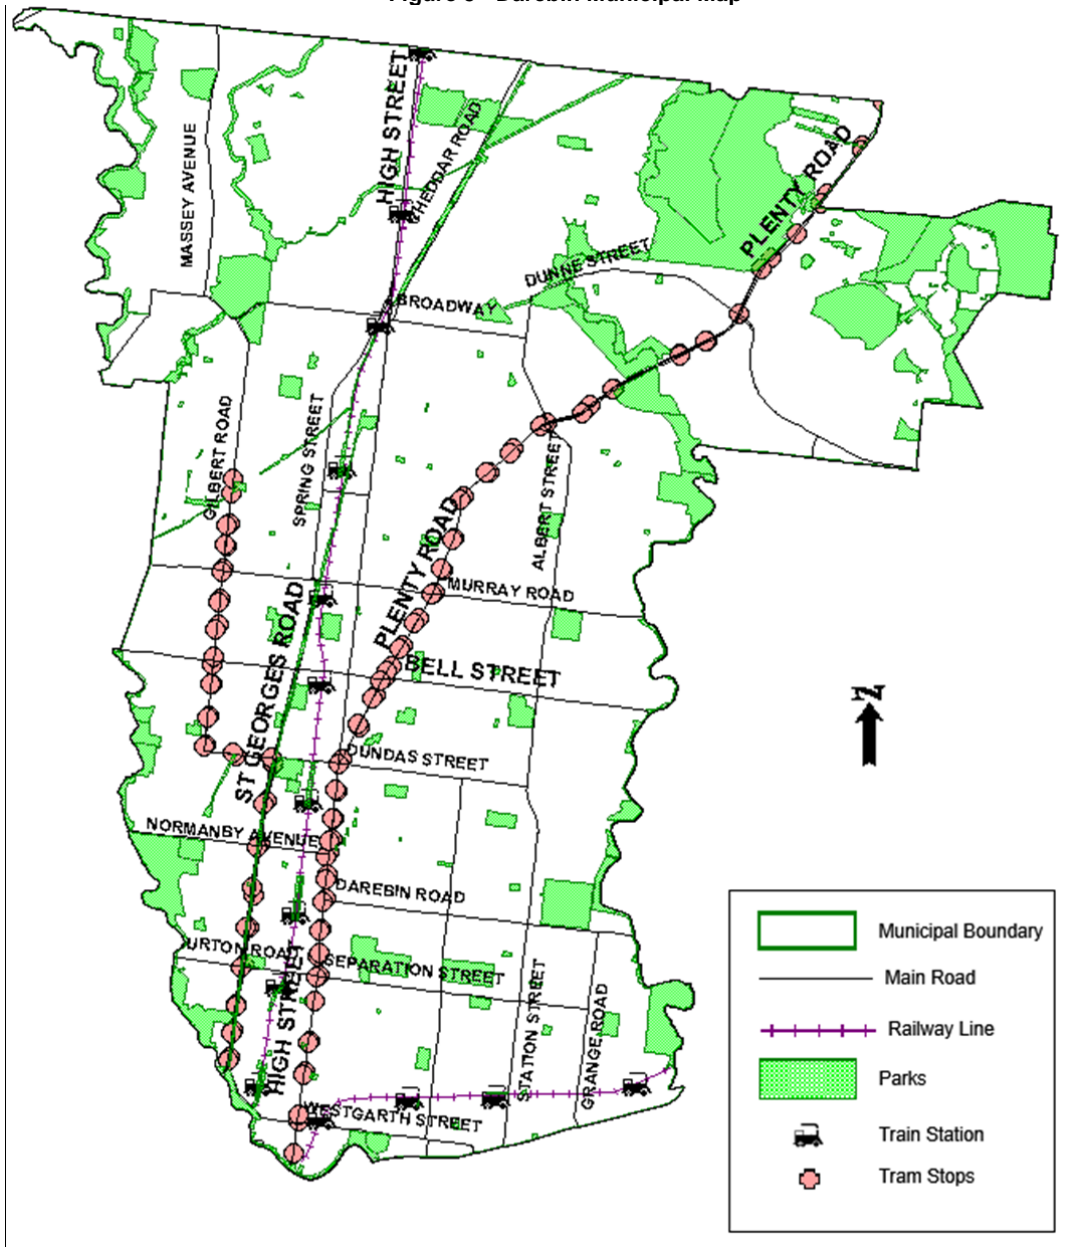 HIGH STREET
MASSEY AVENUE
PLENTY ROAD
DUNNE STREET
BROADWAY
GILBERT ROAD
SPRING STREET
ALBERT STREET
PLENTY ROAD
MURRAY ROAD
ST GEORGES ROAD
BELL STREET
N
DUNDAS STREET
NORMANBY AVENUE
DAREBIN ROAD
URTON ROAD
SEPARATION STREET
HIGH STREET
STATION STREET
GRANGE ROAD
WESTGARTH STREET
Municipal Boundary
Main Road
Railway Line
Parks
Train Station
Tram Stops